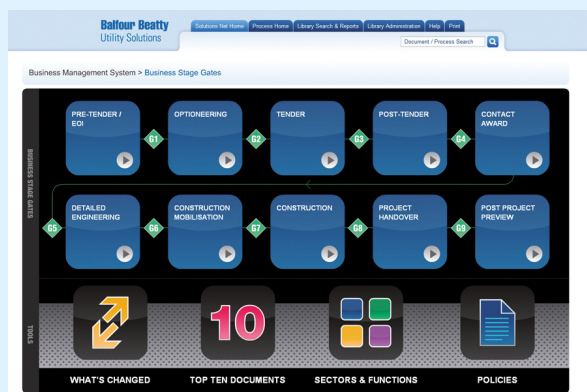 Balfour Beatty
Utility Solutions
Solutions Net Home
Process Home
Library Search & Reports
Library Administration
Help
Print
Document / Process Search
Business Management System > Business Stage Gates
BUSINESS STAGE GATES
PRE-TENDER /
EOI
G1
OPTIONEERING
G2
TENDER
G3
POST-TENDER
G4
CONTACT
AWARD
G5
DETAILED
ENGINEERING
G6
CONSTRUCTION
MOBILISATION
G7
CONSTRUCTION
G8
PROJECT
HANDOVER
G9
POST PROJECT
PREVIEW
TOOLS
10
WHAT'S CHANGED
TOP TEN DOCUMENTS
SECTORS & FUNCTIONS
POLICIES